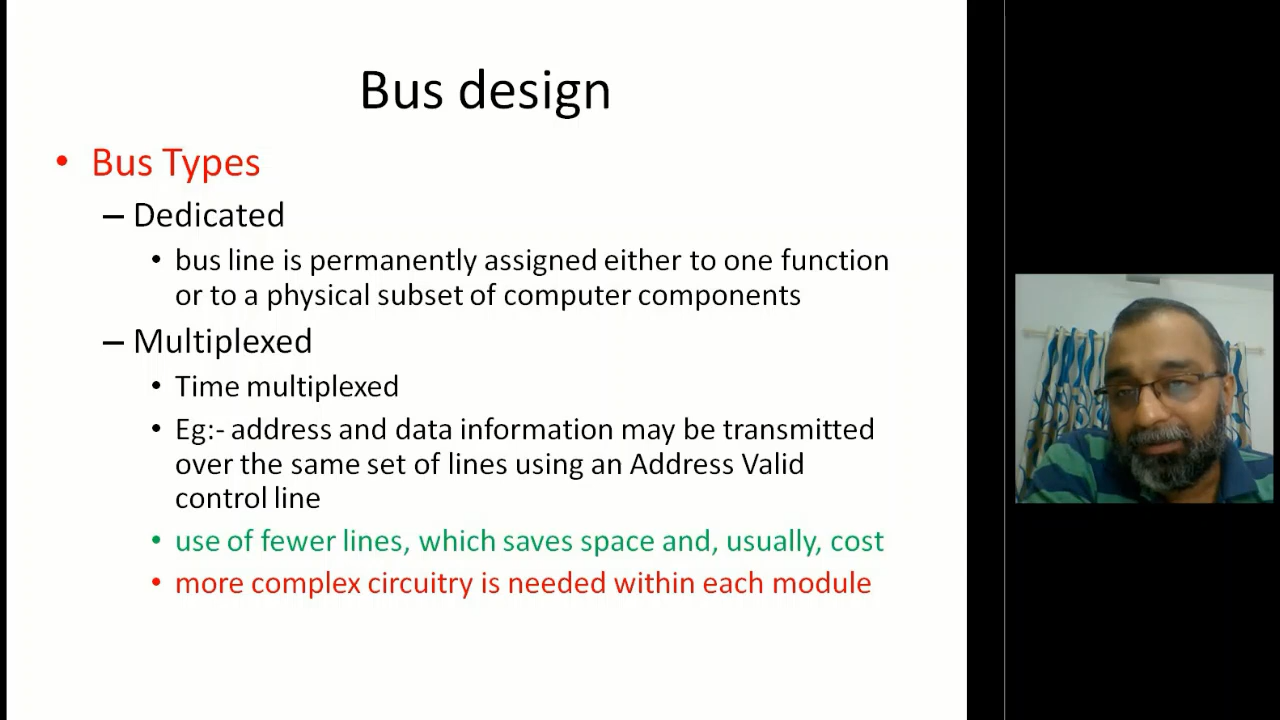 Bus design
• Bus Types
– Dedicated
• bus line is permanently assigned either to one function
or to a physical subset of computer components
– Multiplexed
• Time multiplexed
• Eg:- address and data information may be transmitted
over the same set of lines using an Address Valid
control line
• use of fewer lines, which saves space and, usually, cost
• more complex circuitry is needed within each module